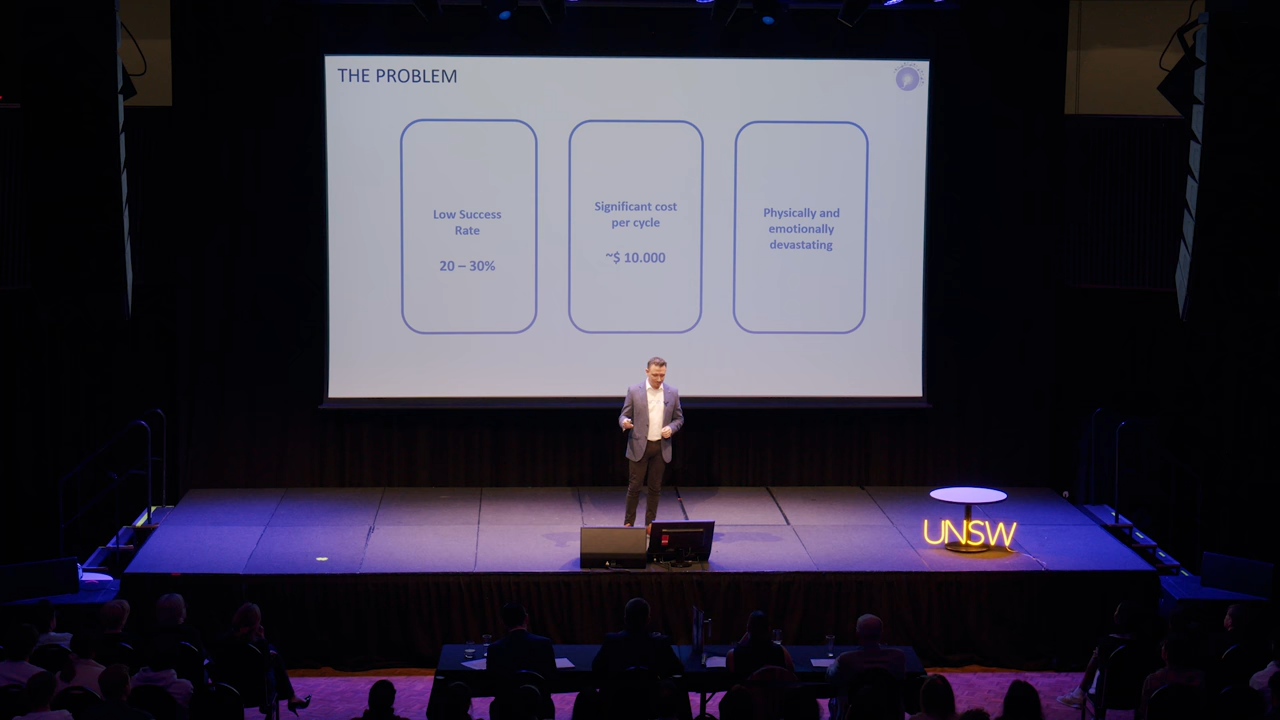 THE PROBLEM
Low Success
Rate
20 – 30%
Significant cost
per cycle
~$ 10.000
Physically and
emotionally
devastating
UNSW